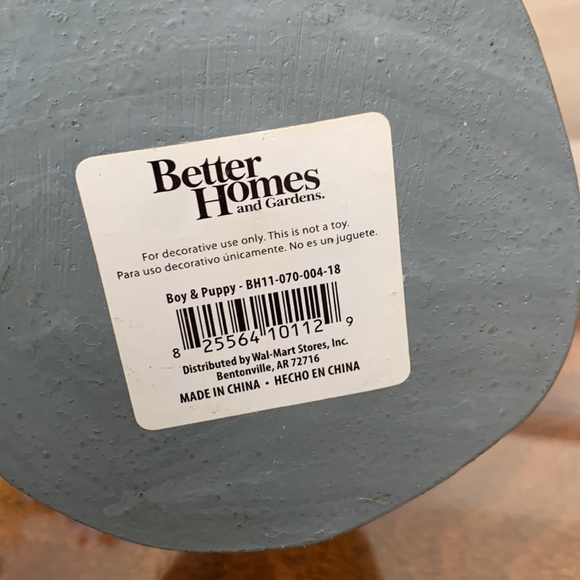 Better
Homes
and Gardens.
For decorative use only. This is not a toy.
Para uso decorativo únicamente. No es un juguete.
Boy & Puppy - BH11-070-004-18
8 25564 10112 9
Distributed by Wal-Mart Stores, Inc.
Bentonville, AR 72716
MADE IN CHINA • HECHO EN CHINA